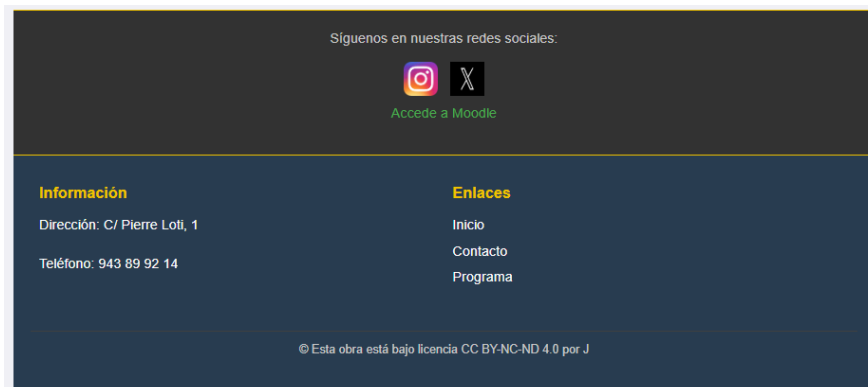 Síguenos en nuestras redes sociales:
X
Accede a Moodle
Información
Dirección: C/ Pierre Loti, 1
Teléfono: 943 89 92 14
Enlaces
Inicio
Contacto
Programa
© Esta obra está bajo licencia CC BY-NC-ND 4.0 por J